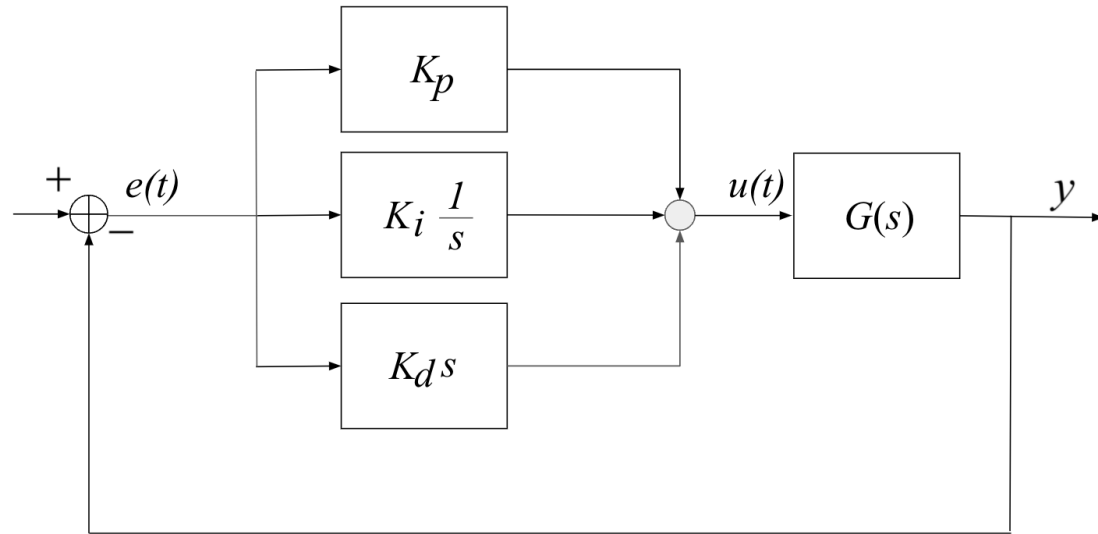 K_p
+
e(t)
−
K_i 1/s
u(t)
G(s)
y
K_d s